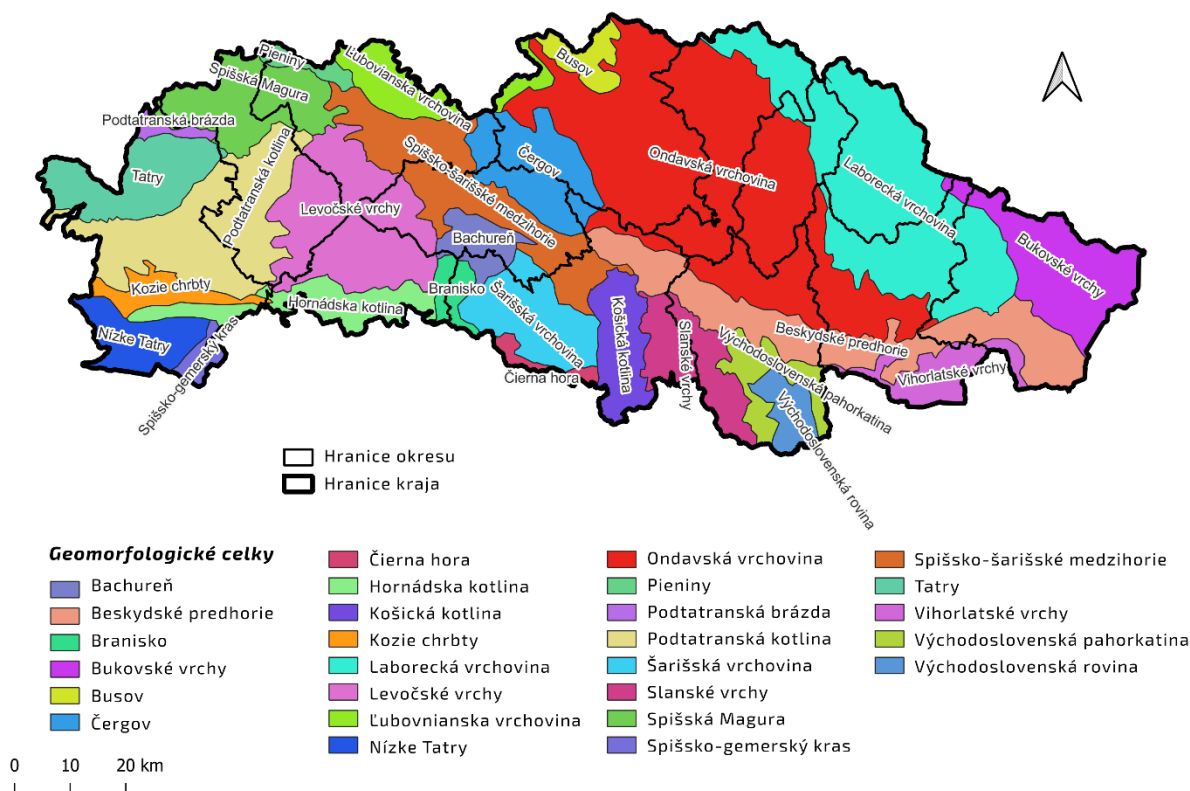 Pieniny
Ľubovianska vrchovina
Busov
Spišská Magura
Podtatranská brázda
Tatry
Podtatranská kotlina
Spišsko-šarišské medzihorie
Čergov
Ondavská vrchovina
Laborecká vrchovina
Levočské vrchy
Bachureň
Bukovské vrchy
Kozie chrbty
Hornádska kotlina
Branisko
Šarišská vrchovina
Košická kotlina
Slanské vrchy
Beskydské predhorie
Nízke Tatry
Spišsko-gemerský kras
Čierna hora
Východoslovenská pahorkatina
Vihorlatské vrchy
Východoslovenská rovina
Hranice okresu
Hranice kraja
Geomorfologické celky
Bachureň
Beskydské predhorie
Branisko
Bukovské vrchy
Busov
Čergov
Čierna hora
Hornádska kotlina
Košická kotlina
Kozie chrbty
Laborecká vrchovina
Levočské vrchy
Ľubovnianska vrchovina
Nízke Tatry
Ondavská vrchovina
Pieniny
Podtatranská brázda
Podtatranská kotlina
Šarišská vrchovina
Slanské vrchy
Spišská Magura
Spišsko-gemerský kras
Spišsko-šarišské medzihorie
Tatry
Vihorlatské vrchy
Východoslovenská pahorkatina
Východoslovenská rovina
0 10 20 km